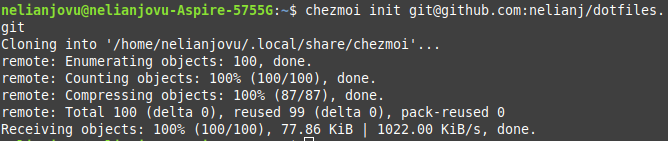 nelianjovu@nelianjovu-Aspire-5755G:~$ chezmoi init git@github.com:nelianj/dotfiles.
git
Cloning into '/home/nelianjovu/.local/share/chezmoi'...
remote: Enumerating objects: 100, done.
remote: Counting objects: 100% (100/100), done.
remote: Compressing objects: 100% (87/87), done.
remote: Total 100 (delta 0), reused 99 (delta 0), pack-reused 0
Receiving objects: 100% (100/100), 77.86 KiB | 1022.00 KiB/s, done.